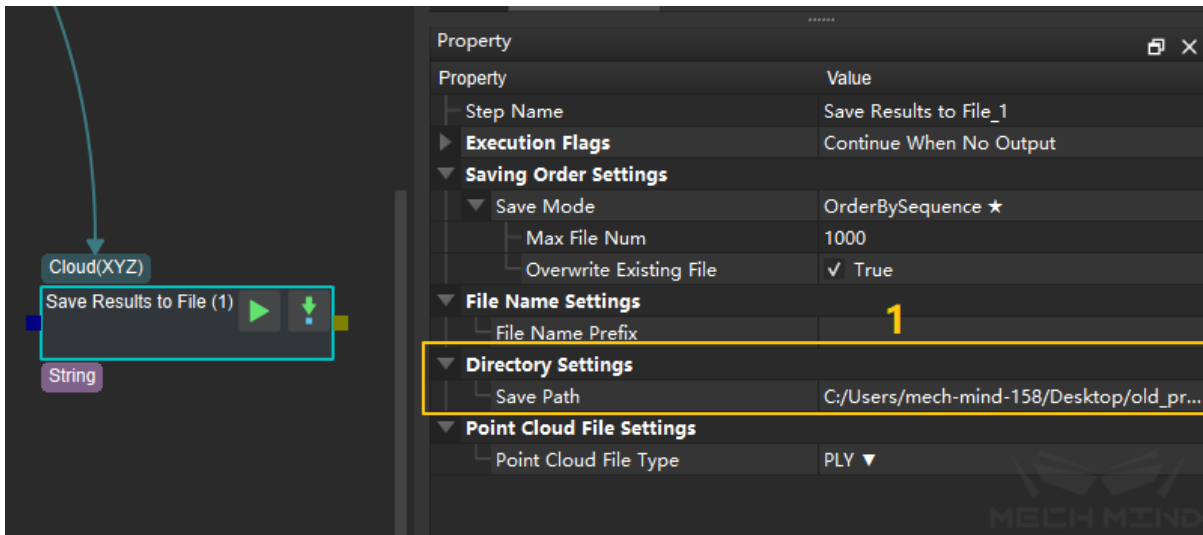 Cloud(XYZ)
Save Results to File (1)
String
Property
Property Value
Step Name Save Results to File_1
Execution Flags Continue When No Output
Saving Order Settings
Save Mode OrderBySequence ★
Max File Num 1000
Overwrite Existing File ✓ True
File Name Settings
1
File Name Prefix
Directory Settings
Save Path C:/Users/mech-mind-158/Desktop/old_pr...
Point Cloud File Settings
Point Cloud File Type PLY ▼
MECH MIND